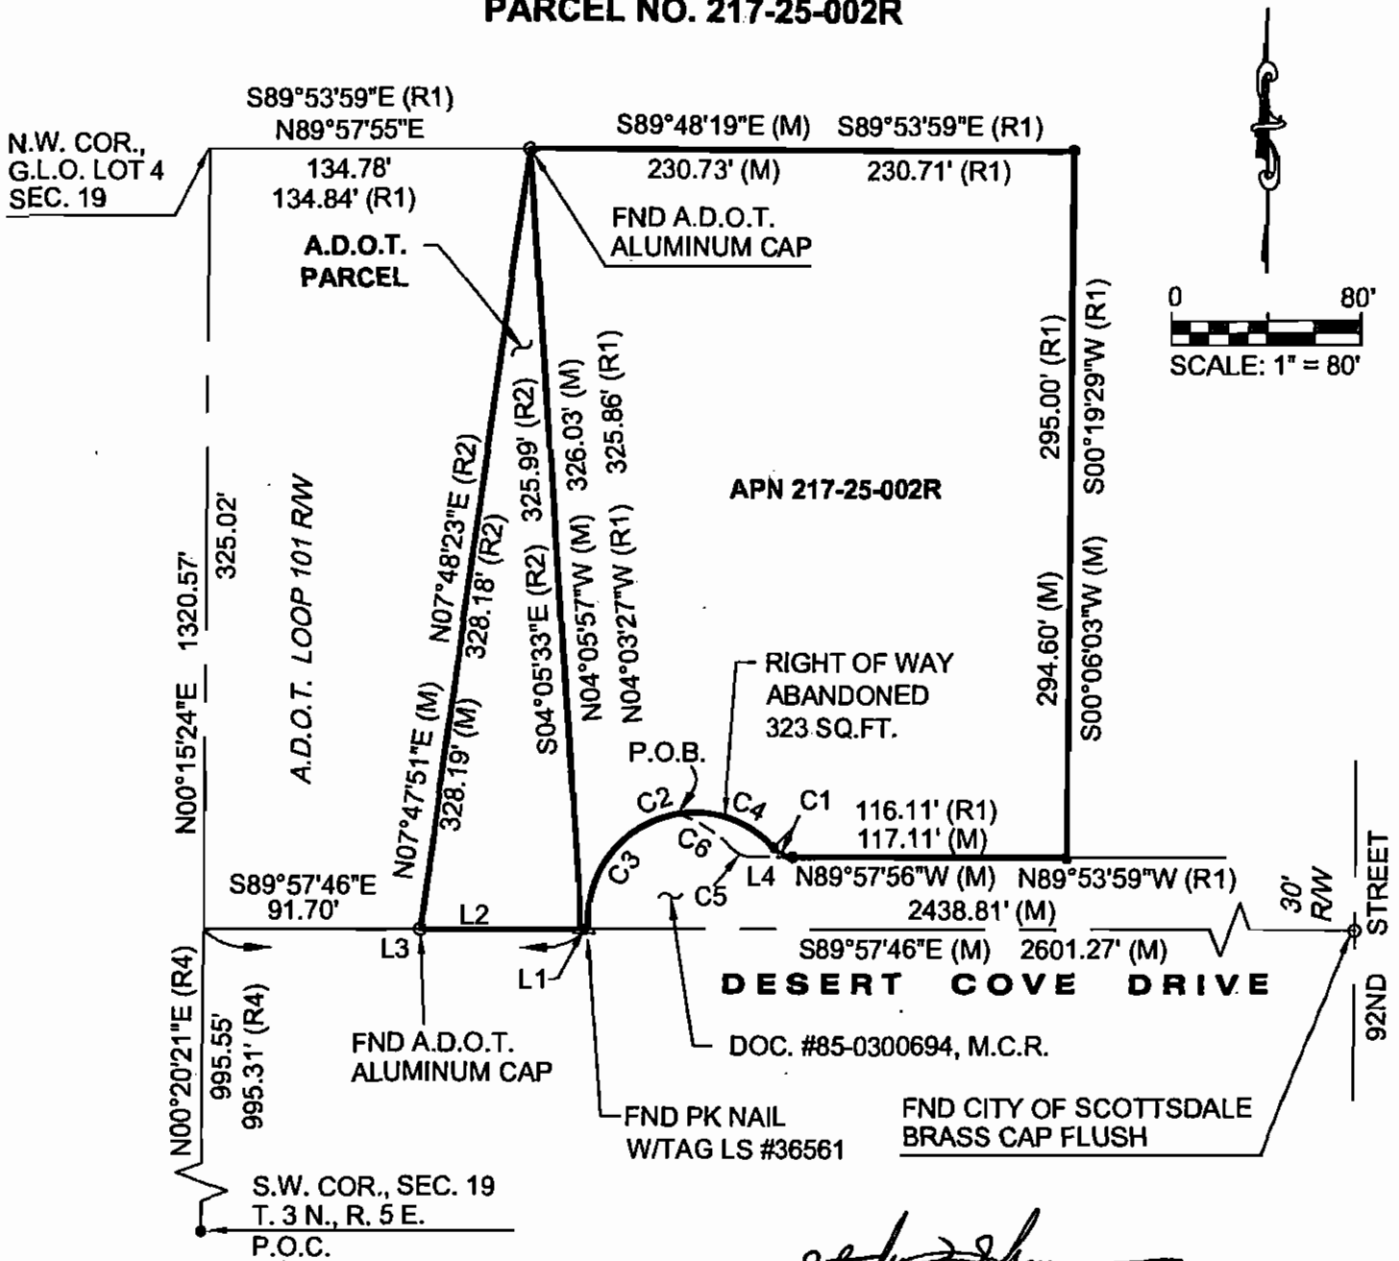 PARCEL NO. 217-25-002R
S89°53'59"E (R1)
N89°57'55"E
134.78'
134.84' (R1)
S89°48'19"E (M) S89°53'59"E (R1)
230.73' (M) 230.71' (R1)
N.W. COR.,
G.L.O. LOT 4
SEC. 19
FND A.D.O.T.
ALUMINUM CAP
A.D.O.T.
PARCEL
0 80'
SCALE: 1" = 80'
295.00' (R1)
S00°19'29"W (R1)
294.60' (M)
S00°06'03"W (M)
APN 217-25-002R
1320.57'
N00°15'24"E
325.02'
A.D.O.T. LOOP 101 R/W
N07°48'23"E (R2)
328.18' (R2)
N07°47'51"E (M)
328.19' (M)
S04°05'33"E (R2) 325.99' (R2)
N04°05'57"W (M) 326.03' (M)
N04°03'27"W (R1) 325.86' (R1)
RIGHT OF WAY
ABANDONED
323 SQ.FT.
P.O.B.
C2
C4
C1
C6
C3
C5
L4
116.11' (R1)
117.11' (M)
N89°57'56"W (M) N89°53'59"W (R1)
2438.81' (M)
S89°57'46"E (M) 2601.27' (M)
30'
R/W
92ND STREET
S89°57'46"E
91.70'
L2
L3
L1
DESERT COVE DRIVE
FND A.D.O.T.
ALUMINUM CAP
DOC. #85-0300694, M.C.R.
FND PK NAIL
W/TAG LS #36561
FND CITY OF SCOTTSDALE
BRASS CAP FLUSH
N00°20'21"E (R4)
995.55'
995.31' (R4)
S.W. COR., SEC. 19
T. 3 N., R. 5 E.
P.O.C.